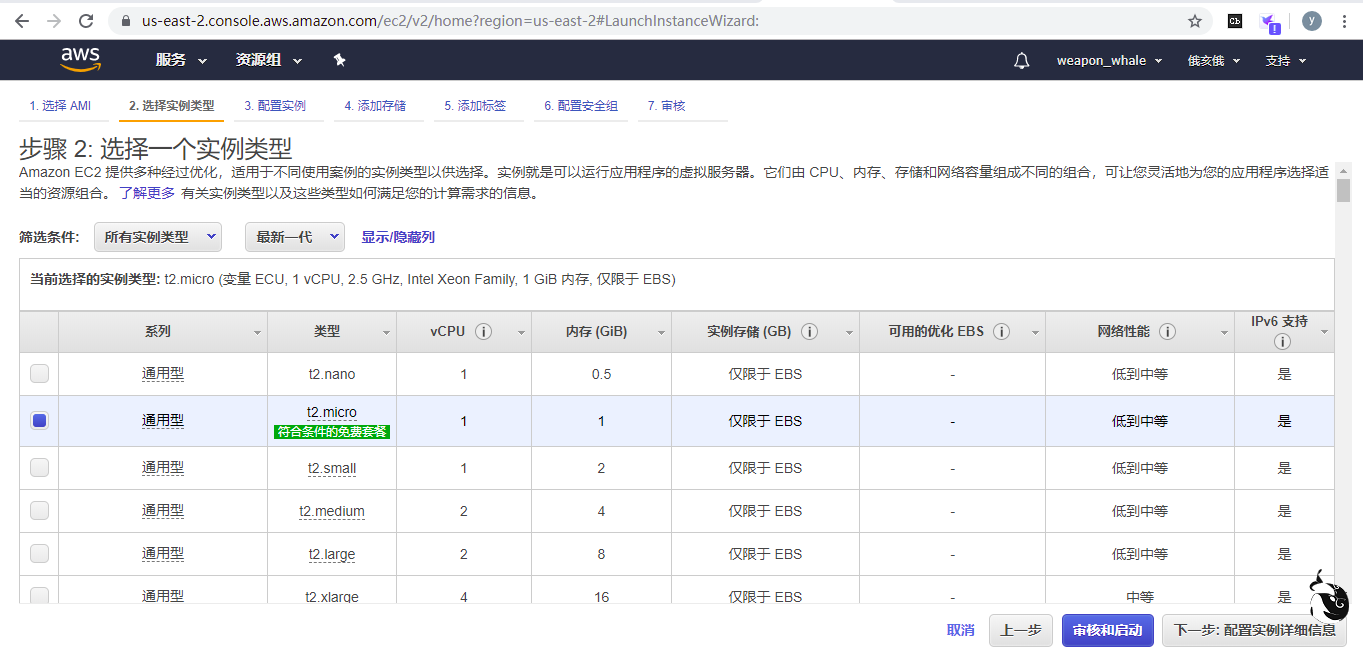 us-east-2.console.aws.amazon.com/ec2/v2/home?region=us-east-2#LaunchInstanceWizard:
Cb
!
y
aws 服务 资源组 weapon_whale 俄亥俄 支持
1. 选择 AMI 2. 选择实例类型 3. 配置实例 4. 添加存储 5. 添加标签 6. 配置安全组 7. 审核
步骤 2: 选择一个实例类型
Amazon EC2 提供多种经过优化，适用于不同使用案例的实例类型以供选择。实例就是可以运行应用程序的虚拟服务器。它们由 CPU、内存、存储和网络容量组成不同的组合，可让您灵活地为您的应用程序选择适
当的资源组合。 了解更多 有关实例类型以及这些类型如何满足您的计算需求的信息。
筛选条件: 所有实例类型 最新一代 显示/隐藏列
当前选择的实例类型: t2.micro (变量 ECU, 1 vCPU, 2.5 GHz, Intel Xeon Family, 1 GiB 内存, 仅限于 EBS)
系列 类型 vCPU i 内存 (GiB) 实例存储 (GB) i 可用的优化 EBS i 网络性能 i IPv6 支持 i
通用型 t2.nano 1 0.5 仅限于 EBS - 低到中等 是
通用型 t2.micro 1 1 仅限于 EBS - 低到中等 是
符合条件的免费套餐
通用型 t2.small 1 2 仅限于 EBS - 低到中等 是
通用型 t2.medium 2 4 仅限于 EBS - 低到中等 是
通用型 t2.large 2 8 仅限于 EBS - 低到中等 是
通用型 t2.xlarge 4 16 仅限于 EBS - 中等 是
取消 上一步 审核和启动 下一步: 配置实例详细信息